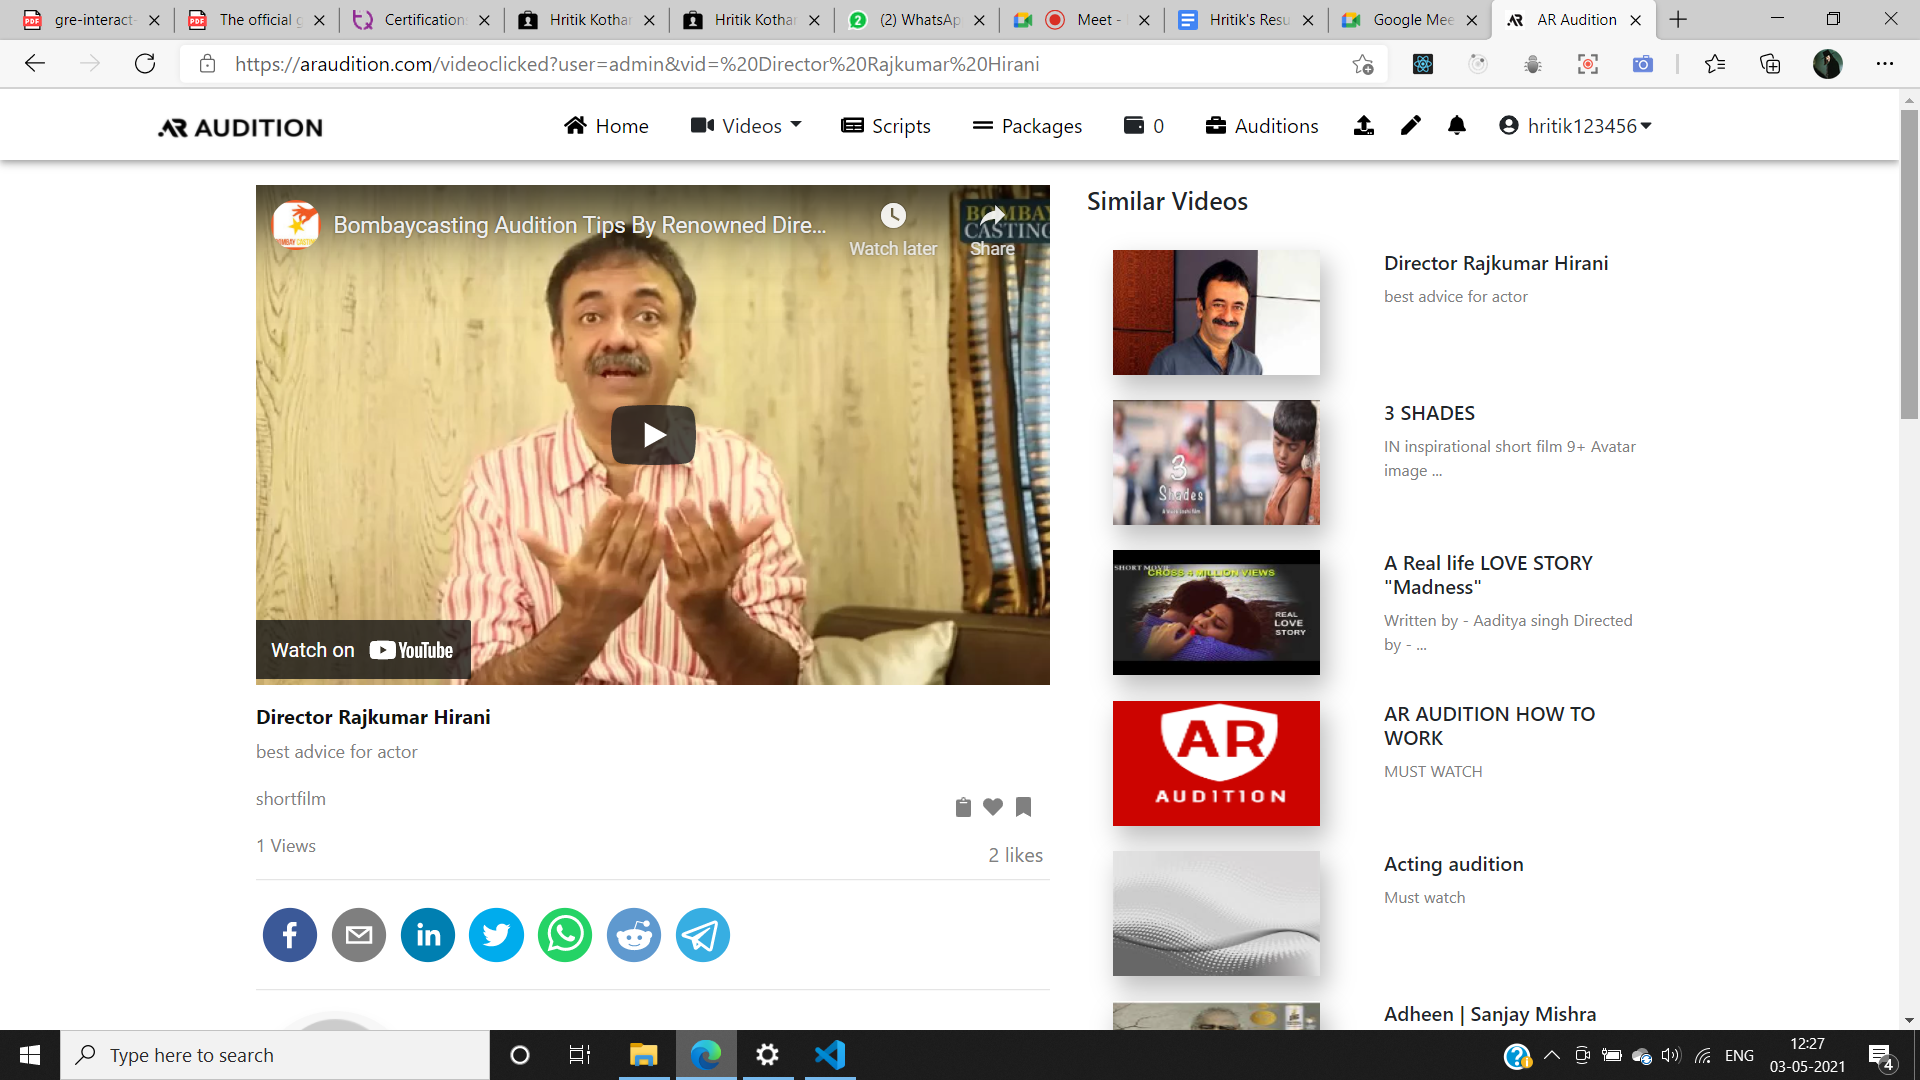 gre-interact-
The official g
Certification
Hritik Kothar
Hritik Kothar
(2) WhatsAp
Meet -
Hritik's Resu
Google Mee
AR Audition
https://araudition.com/videoclicked?user=admin&vid=%20Director%20Rajkumar%20Hirani
AR AUDITION
Home
Videos
Scripts
Packages
0
Auditions
hritik123456
Bombaycasting Audition Tips By Renowned Dire...
Watch later
Share
BOMBAY
CASTING
Watch on YouTube
Director Rajkumar Hirani
best advice for actor
shortfilm
1 Views
2 likes
Similar Videos
Director Rajkumar Hirani
best advice for actor
3 Shades
3 SHADES
IN inspirational short film 9+ Avatar
image ...
SHORT MOVIE
CROSS 4 MILLION VIEWS
REAL
LOVE
STORY
A Real life LOVE STORY
"Madness"
Written by - Aaditya singh Directed
by - ...
AR
AUDITION
AR AUDITION HOW TO
WORK
MUST WATCH
Acting audition
Must watch
Adheen | Sanjay Mishra
Type here to search
ENG
12:27
03-05-2021
4